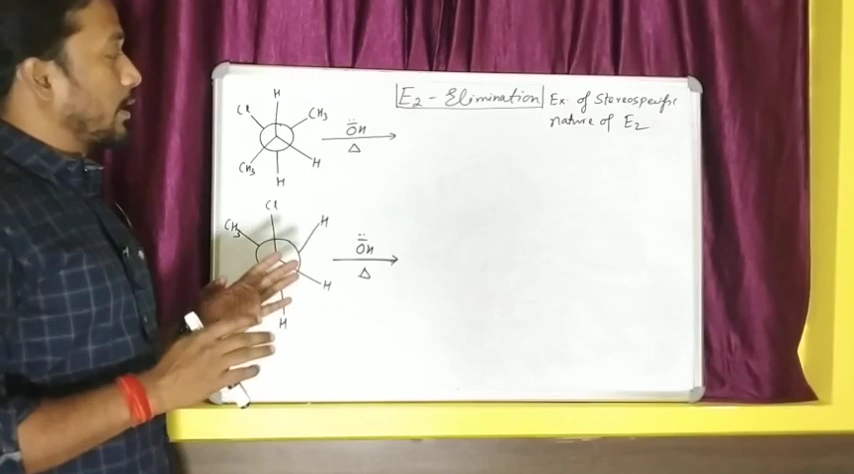 E2 - Elimination
Ex. of Stereospecific
nature of E2
H
Cl
CH3
CH3
H
H
ŌH
Δ
Cl
CH3
H
H
H
ŌH
Δ